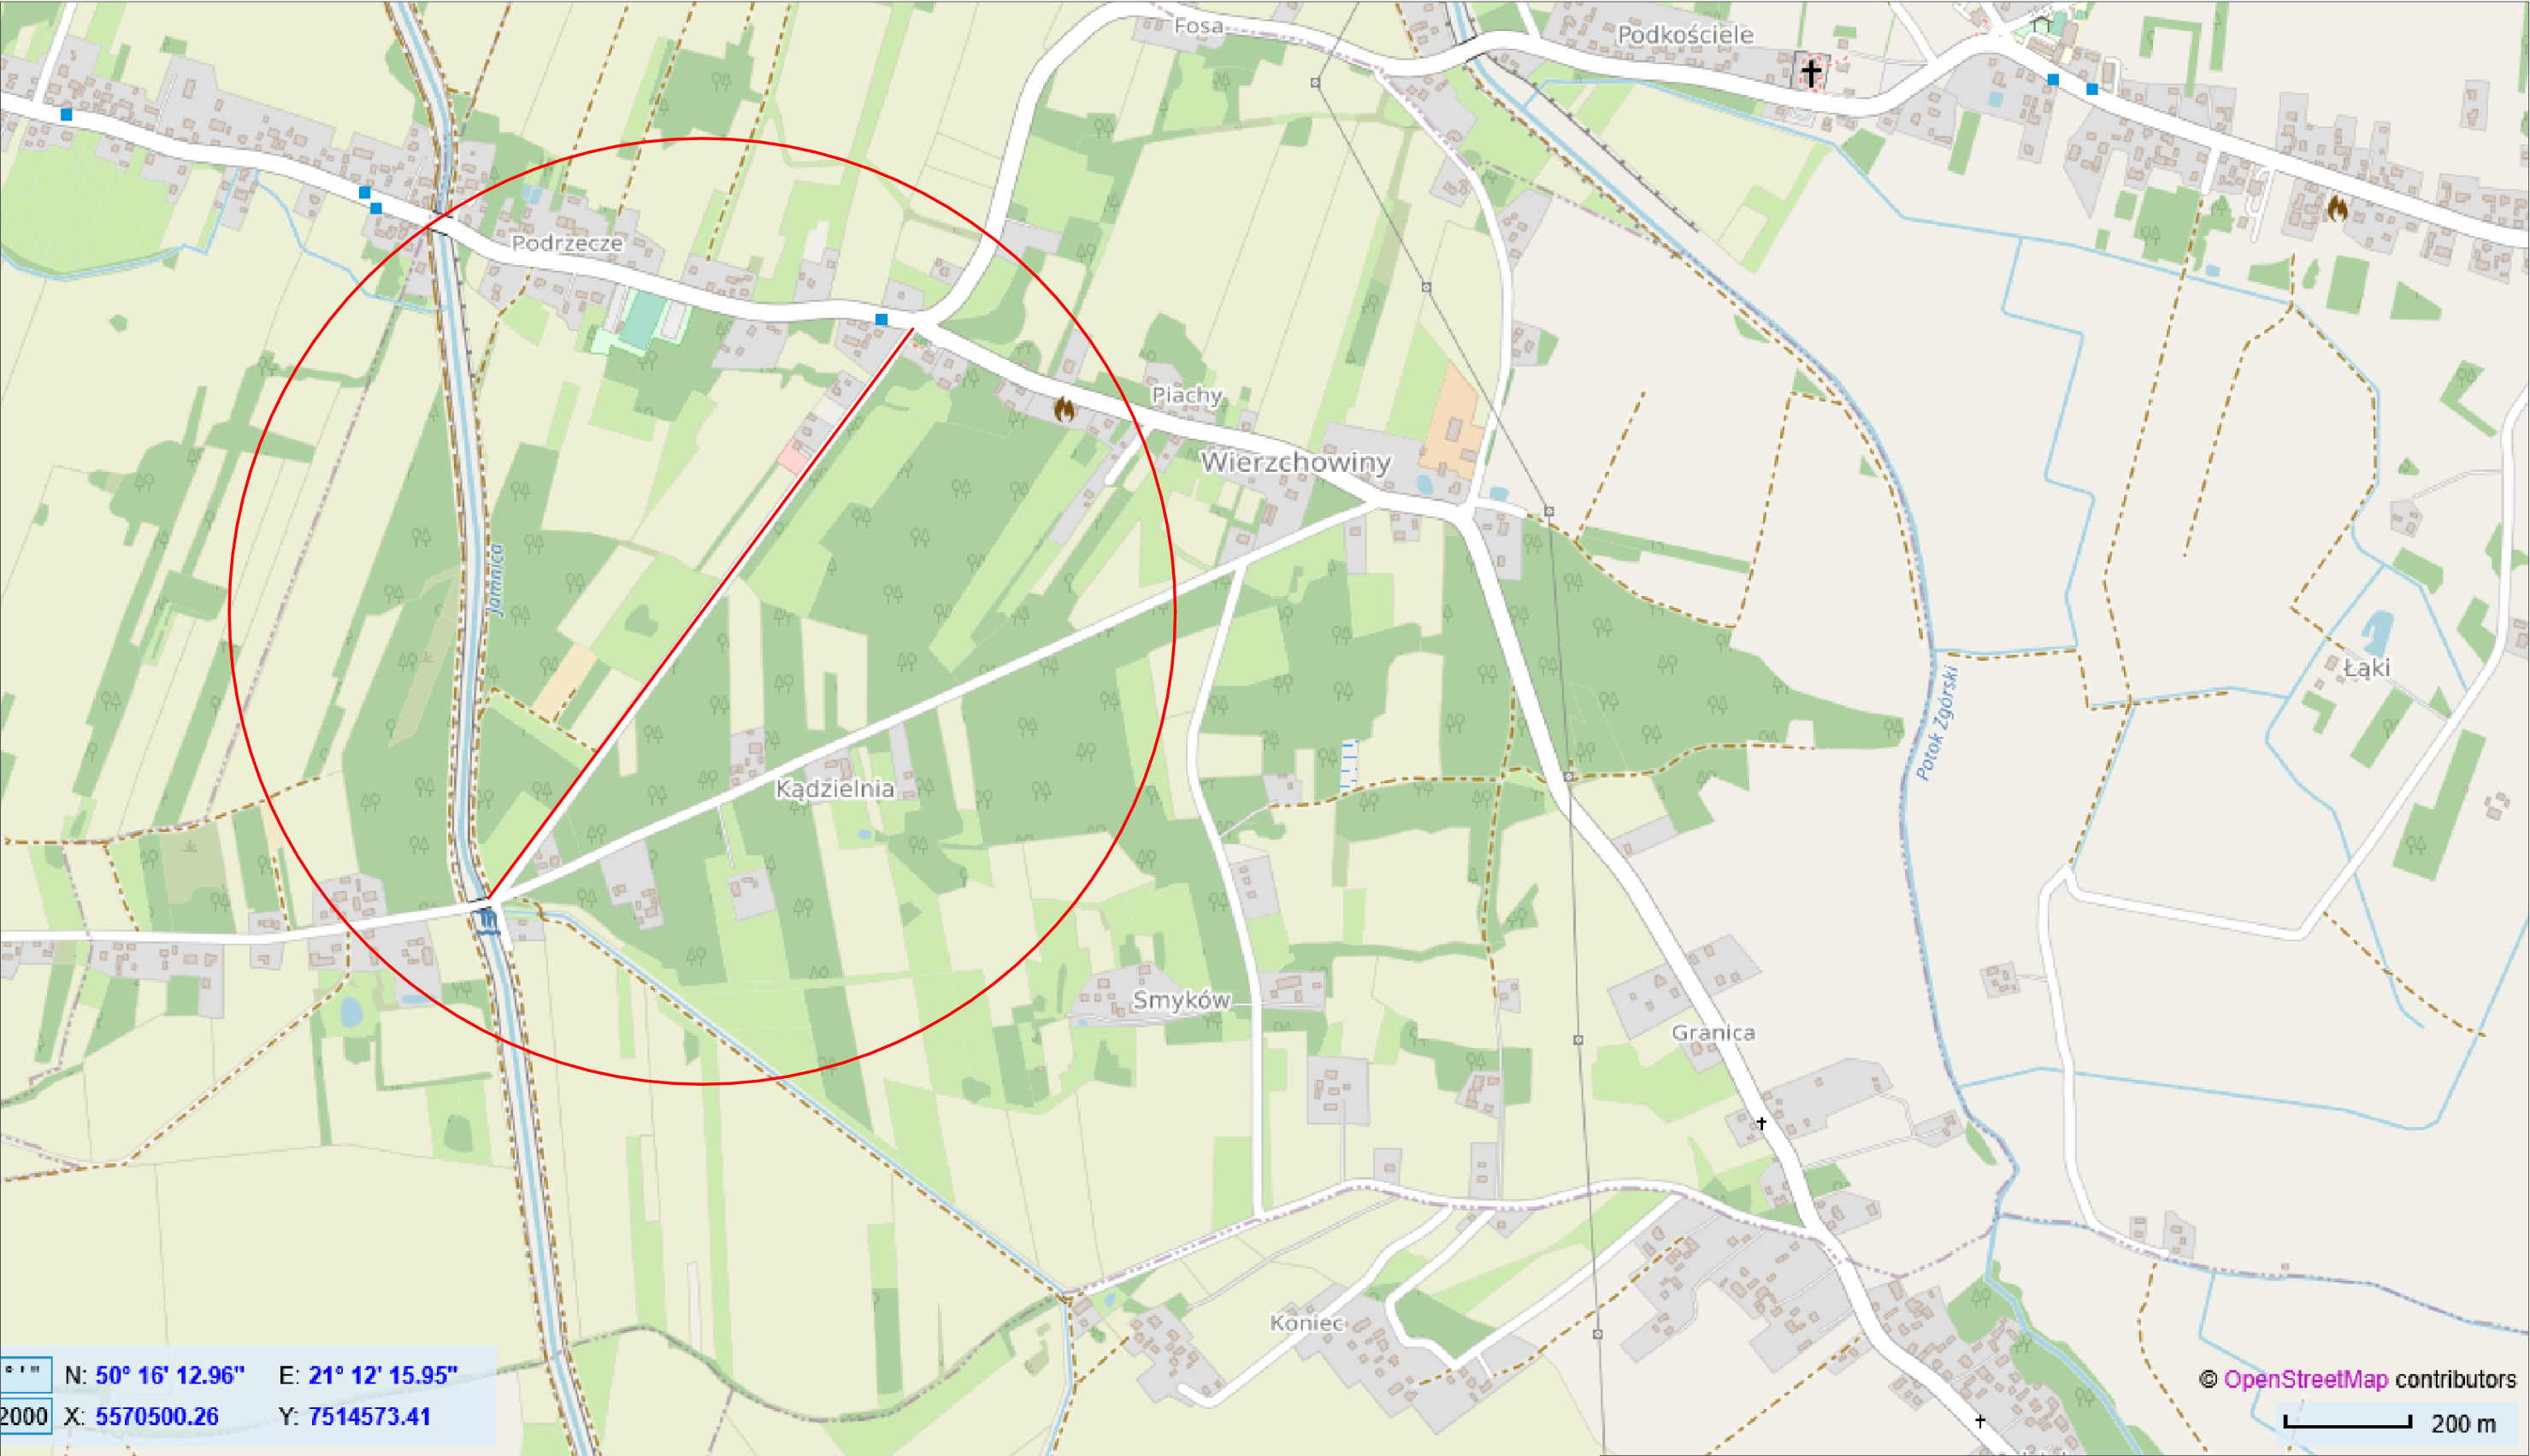 Fosa
Podkościele
Podrzecze
Piachy
Wierzchowiny
Jamnica
Łąki
Potok Zgórski
Kądzielnia
Smyków
Granica
Koniec
° ' " N: 50° 16' 12.96" E: 21° 12' 15.95"
2000 X: 5570500.26 Y: 7514573.41
© OpenStreetMap contributors
200 m